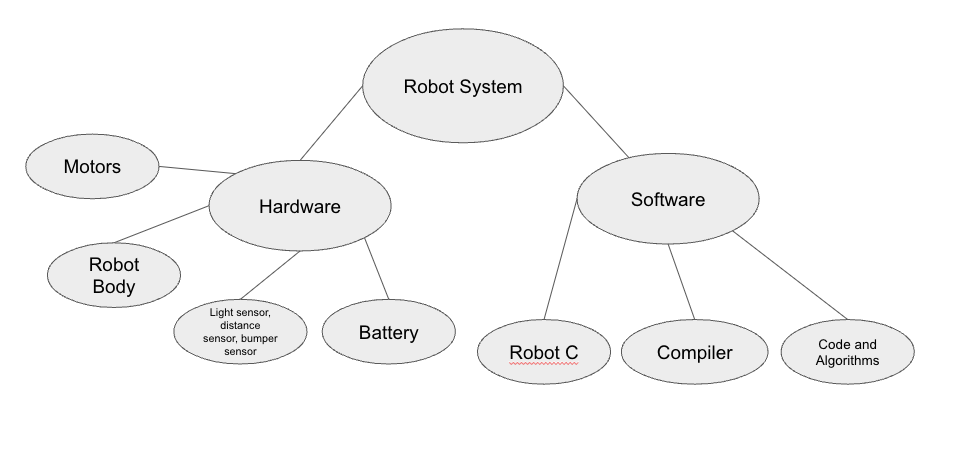 Robot System
Motors
Hardware
Software
Robot
Body
Light sensor,
distance
sensor, bumper
sensor
Battery
Robot C
Compiler
Code and
Algorithms